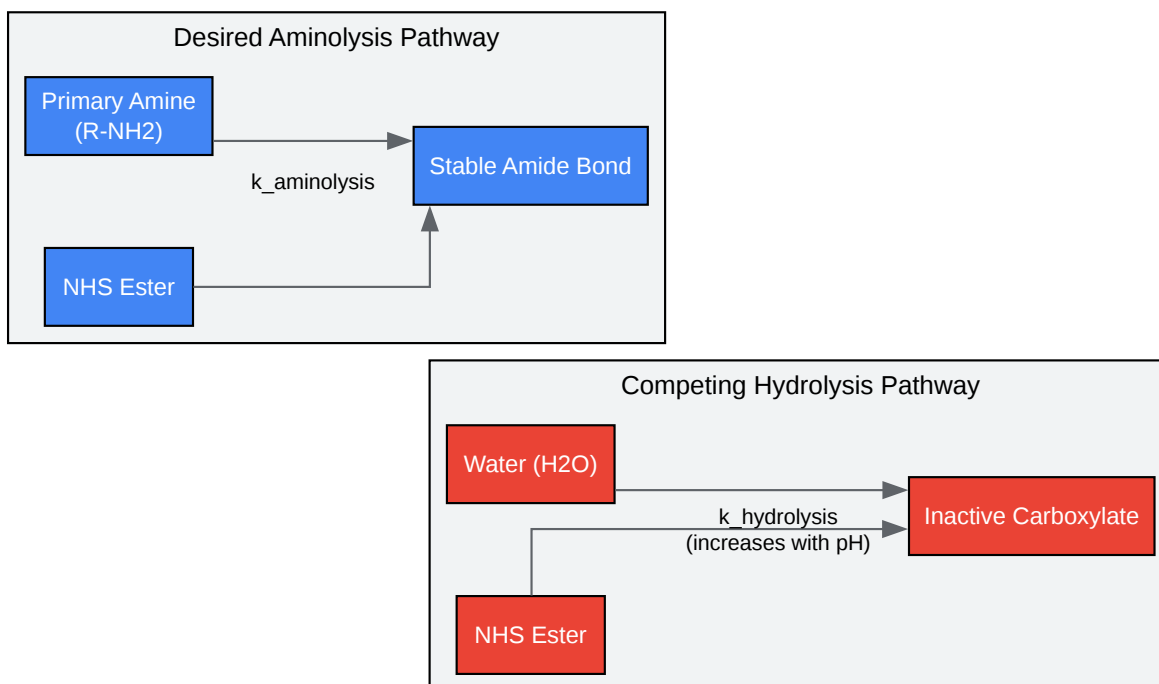 Desired Aminolysis Pathway
Primary Amine
(R-NH2)
Stable Amide Bond
k_aminolysis
NHS Ester
Competing Hydrolysis Pathway
Water (H2O)
Inactive Carboxylate
k_hydrolysis
(increases with pH)
NHS Ester